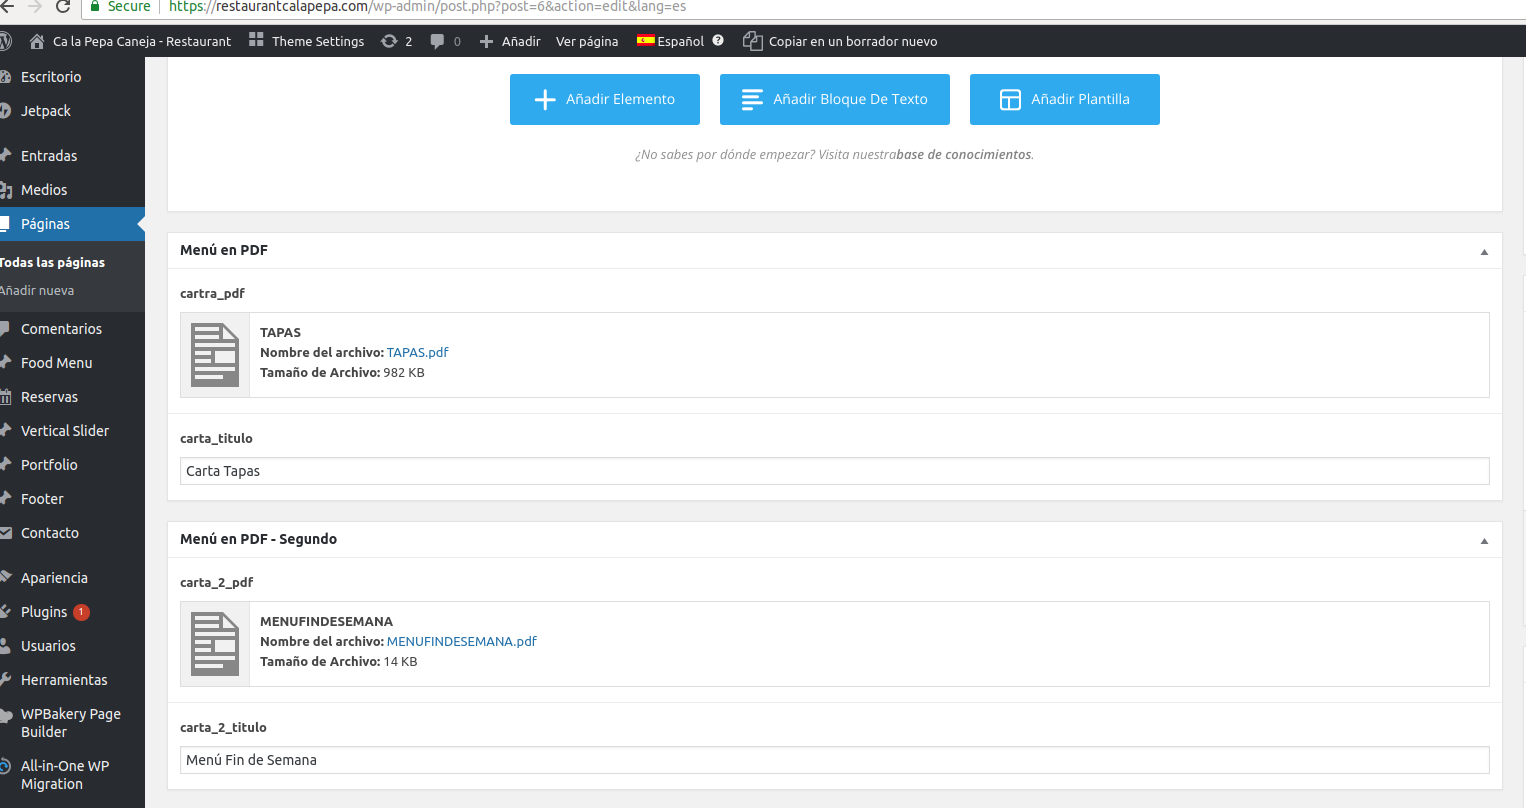 Secure https://restaurantcalapepa.com/wp-admin/post.php?post=6&action=edit&lang=es
Ca la Pepa Caneja - Restaurant Theme Settings 2 0 Añadir Ver página Español ? Copiar en un borrador nuevo
Escritorio
Jetpack
Entradas
Medios
Páginas
Todas las páginas
Añadir nueva
Comentarios
Food Menu
Reservas
Vertical Slider
Portfolio
Footer
Contacto
Apariencia
Plugins 1
Usuarios
Herramientas
WPBakery Page
Builder
All-in-One WP
Migration
Añadir Elemento
Añadir Bloque De Texto
Añadir Plantilla
¿No sabes por dónde empezar? Visita nuestrabase de conocimientos.
Menú en PDF
cartra_pdf
TAPAS
Nombre del archivo: TAPAS.pdf
Tamaño de Archivo: 982 KB
carta_titulo
Carta Tapas
Menú en PDF - Segundo
carta_2_pdf
MENUFINDESEMANA
Nombre del archivo: MENUFINDESEMANA.pdf
Tamaño de Archivo: 14 KB
carta_2_titulo
Menú Fin de Semana